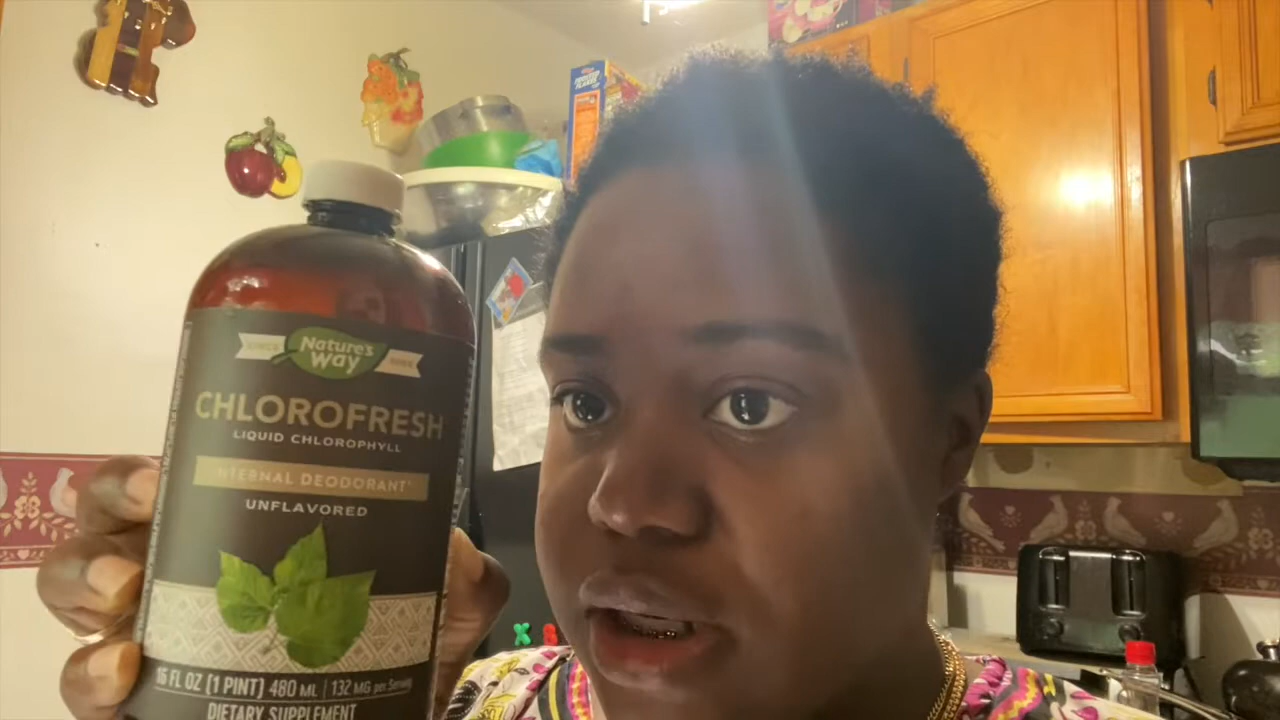 SINCE
Nature's
Way
CHLOROFRESH
LIQUID CHLOROPHYLL
INTERNAL DEODORANT*
UNFLAVORED
16 FL OZ (1 PINT) 480 ML | 132 MG per Serving
DIETARY SUPPLEMENT
X